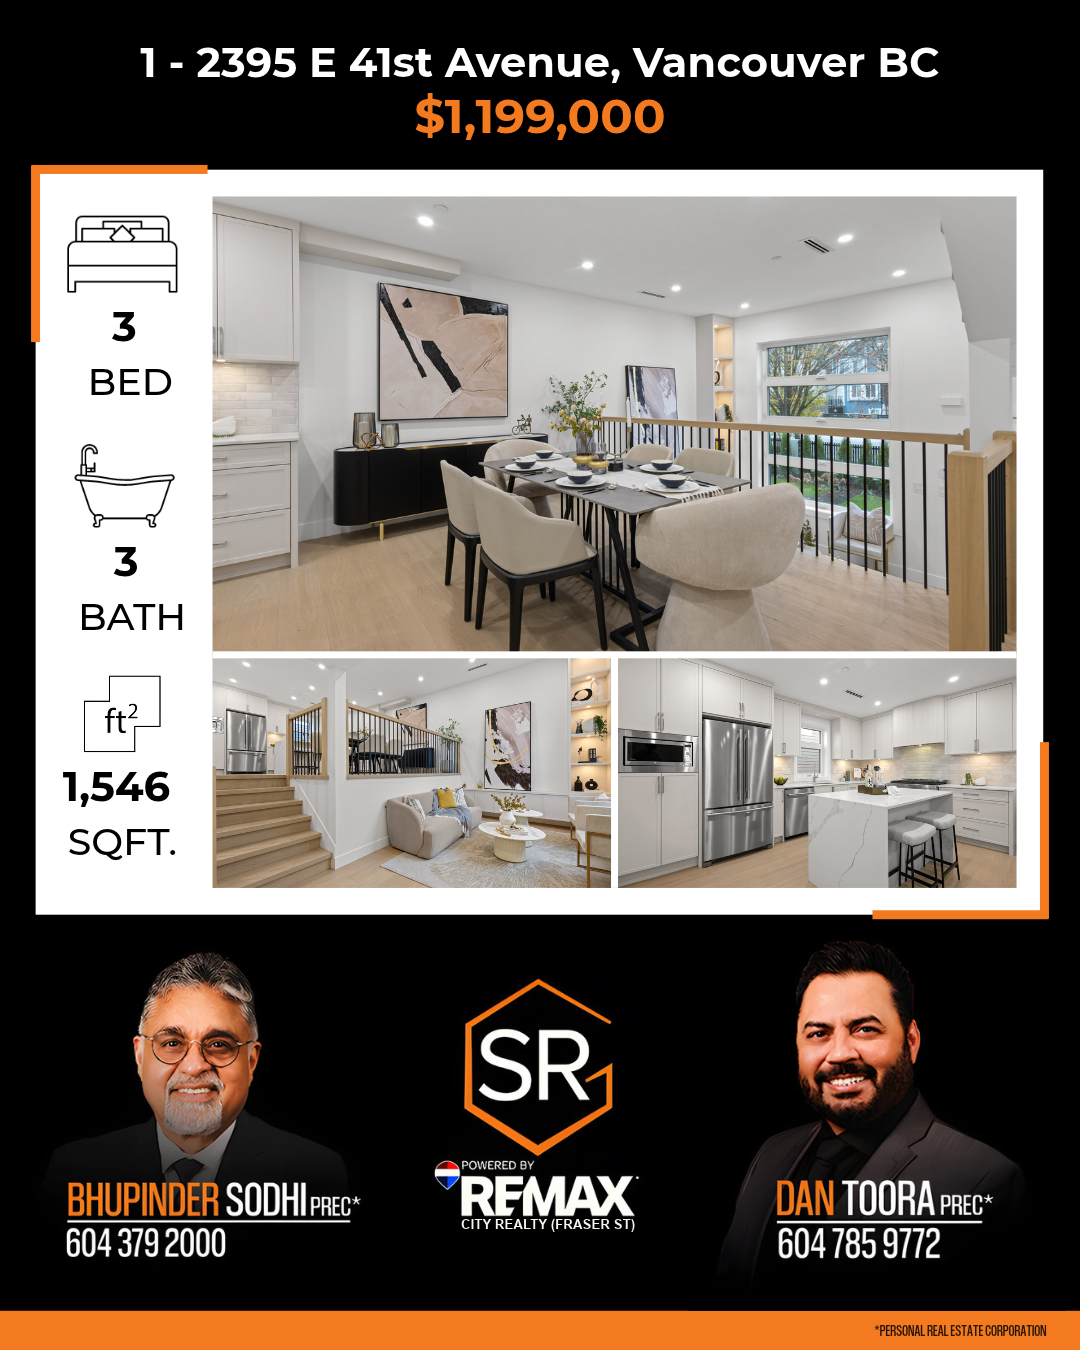 1 - 2395 E 41st Avenue, Vancouver BC
$1,199,000
3
BED
3
BATH
ft²
1,546
SQFT.
SR
POWERED BY
REMAX
CITY REALTY (FRASER ST)
BHUPINDER SODHI PREC*
604 379 2000
DAN TOORA PREC*
604 785 9772
*PERSONAL REAL ESTATE CORPORATION